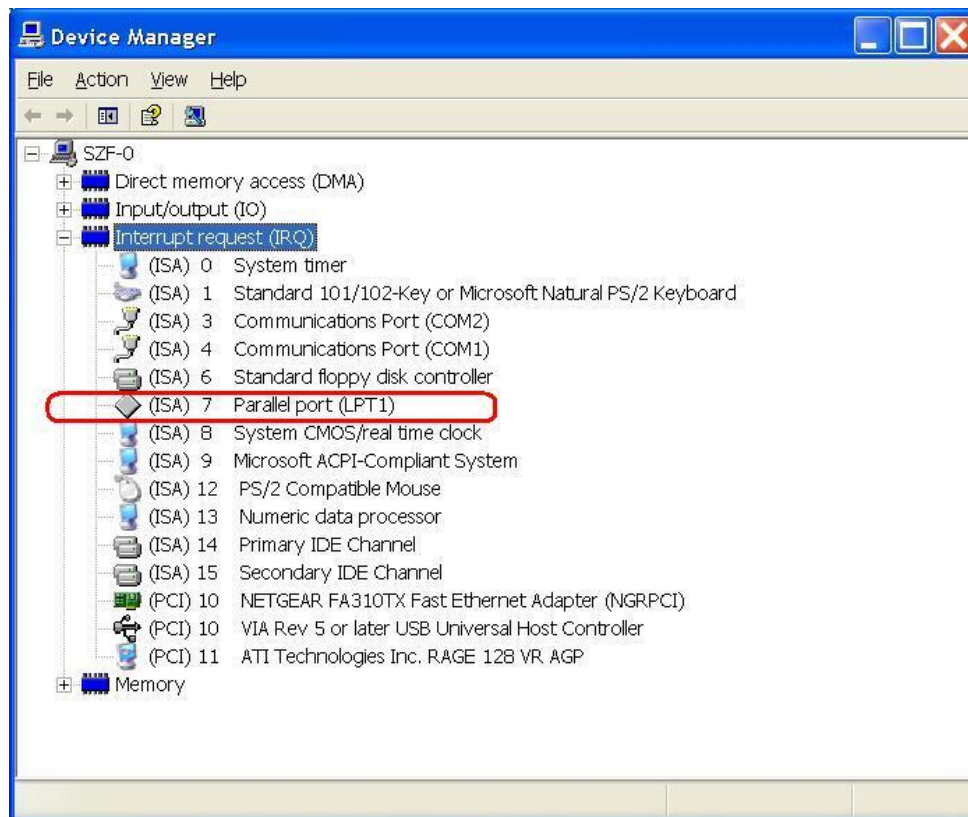 Device Manager
File Action View Help
SZF-0
Direct memory access (DMA)
Input/output (IO)
Interrupt request (IRQ)
(ISA) 0 System timer
(ISA) 1 Standard 101/102-Key or Microsoft Natural PS/2 Keyboard
(ISA) 3 Communications Port (COM2)
(ISA) 4 Communications Port (COM1)
(ISA) 6 Standard floppy disk controller
(ISA) 7 Parallel port (LPT1)
(ISA) 8 System CMOS/real time clock
(ISA) 9 Microsoft ACPI-Compliant System
(ISA) 12 PS/2 Compatible Mouse
(ISA) 13 Numeric data processor
(ISA) 14 Primary IDE Channel
(ISA) 15 Secondary IDE Channel
(PCI) 10 NETGEAR FA310TX Fast Ethernet Adapter (NGRPCI)
(PCI) 10 VIA Rev 5 or later USB Universal Host Controller
(PCI) 11 ATI Technologies Inc. RAGE 128 VR AGP
Memory